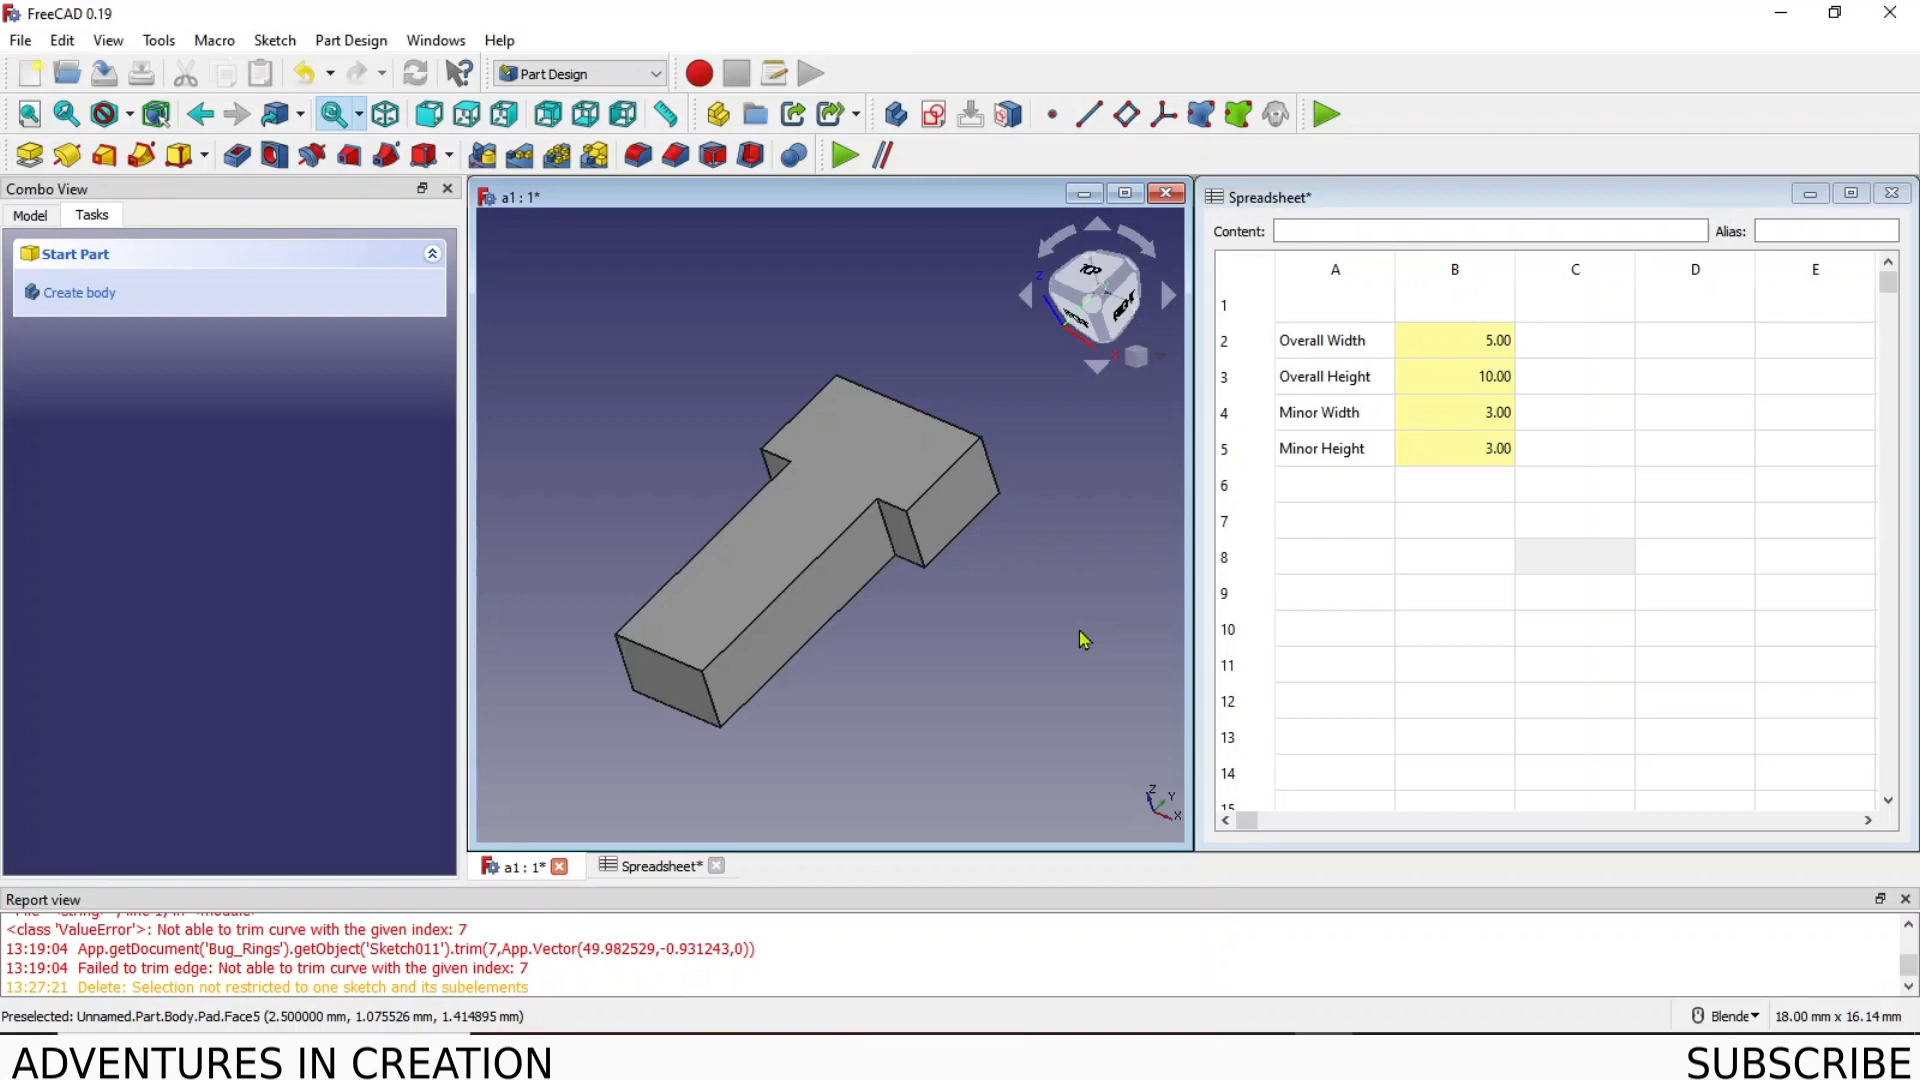 FreeCAD 0.19
File Edit View Tools Macro Sketch Part Design Windows Help
Part Design
Combo View
Model Tasks
Start Part
Create body
a1 : 1*
TOP
Z
X
Z
Y
X
Spreadsheet*
Content:
Alias:
A B C D E
1
2 Overall Width 5.00
3 Overall Height 10.00
4 Minor Width 3.00
5 Minor Height 3.00
6
7
8
9
10
11
12
13
14
15
a1 : 1* Spreadsheet*
Report view
<class 'ValueError'>: Not able to trim curve with the given index: 7
13:19:04 App.getDocument('Bug_Rings').getObject('Sketch011').trim(7,App.Vector(49.982529,-0.931243,0))
13:19:04 Failed to trim edge: Not able to trim curve with the given index: 7
13:27:21 Delete: Selection not restricted to one sketch and its subelements
Preselected: Unnamed.Part.Body.Pad.Face5 (2.500000 mm, 1.075526 mm, 1.414895 mm)
Blende 18.00 mm x 16.14 mm
ADVENTURES IN CREATION
SUBSCRIBE